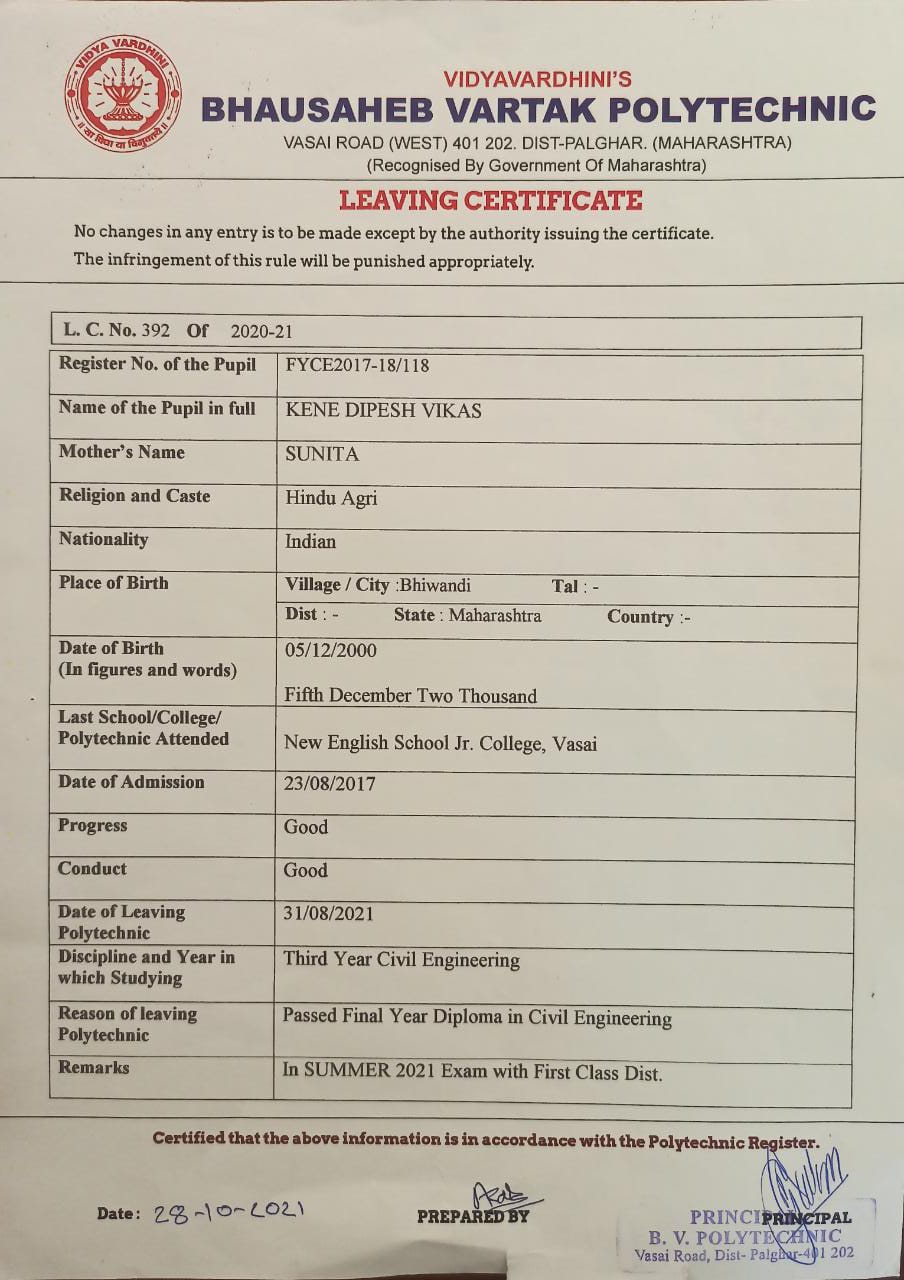 VIDYA VARDHINI
॥ सा विद्या या विमुक्तये ॥
VIDYAVARDHINI'S
BHAUSAHEB VARTAK POLYTECHNIC
VASAI ROAD (WEST) 401 202. DIST-PALGHAR. (MAHARASHTRA)
(Recognised By Government Of Maharashtra)
LEAVING CERTIFICATE
No changes in any entry is to be made except by the authority issuing the certificate.
The infringement of this rule will be punished appropriately.
L. C. No. 392 Of 2020-21
Register No. of the Pupil FYCE2017-18/118
Name of the Pupil in full KENE DIPESH VIKAS
Mother's Name SUNITA
Religion and Caste Hindu Agri
Nationality Indian
Place of Birth Village / City :Bhiwandi Tal : -
Dist : - State : Maharashtra Country :-
Date of Birth 05/12/2000
(In figures and words)
Fifth December Two Thousand
Last School/College/
Polytechnic Attended New English School Jr. College, Vasai
Date of Admission 23/08/2017
Progress Good
Conduct Good
Date of Leaving 31/08/2021
Polytechnic
Discipline and Year in Third Year Civil Engineering
which Studying
Reason of leaving Passed Final Year Diploma in Civil Engineering
Polytechnic
Remarks In SUMMER 2021 Exam with First Class Dist.
Certified that the above information is in accordance with the Polytechnic Register.
Date: 28-10-2021 PREPARED BY PRINCIPAL
B. V. POLYTECHNIC
Vasai Road, Dist- Palghar-401 202